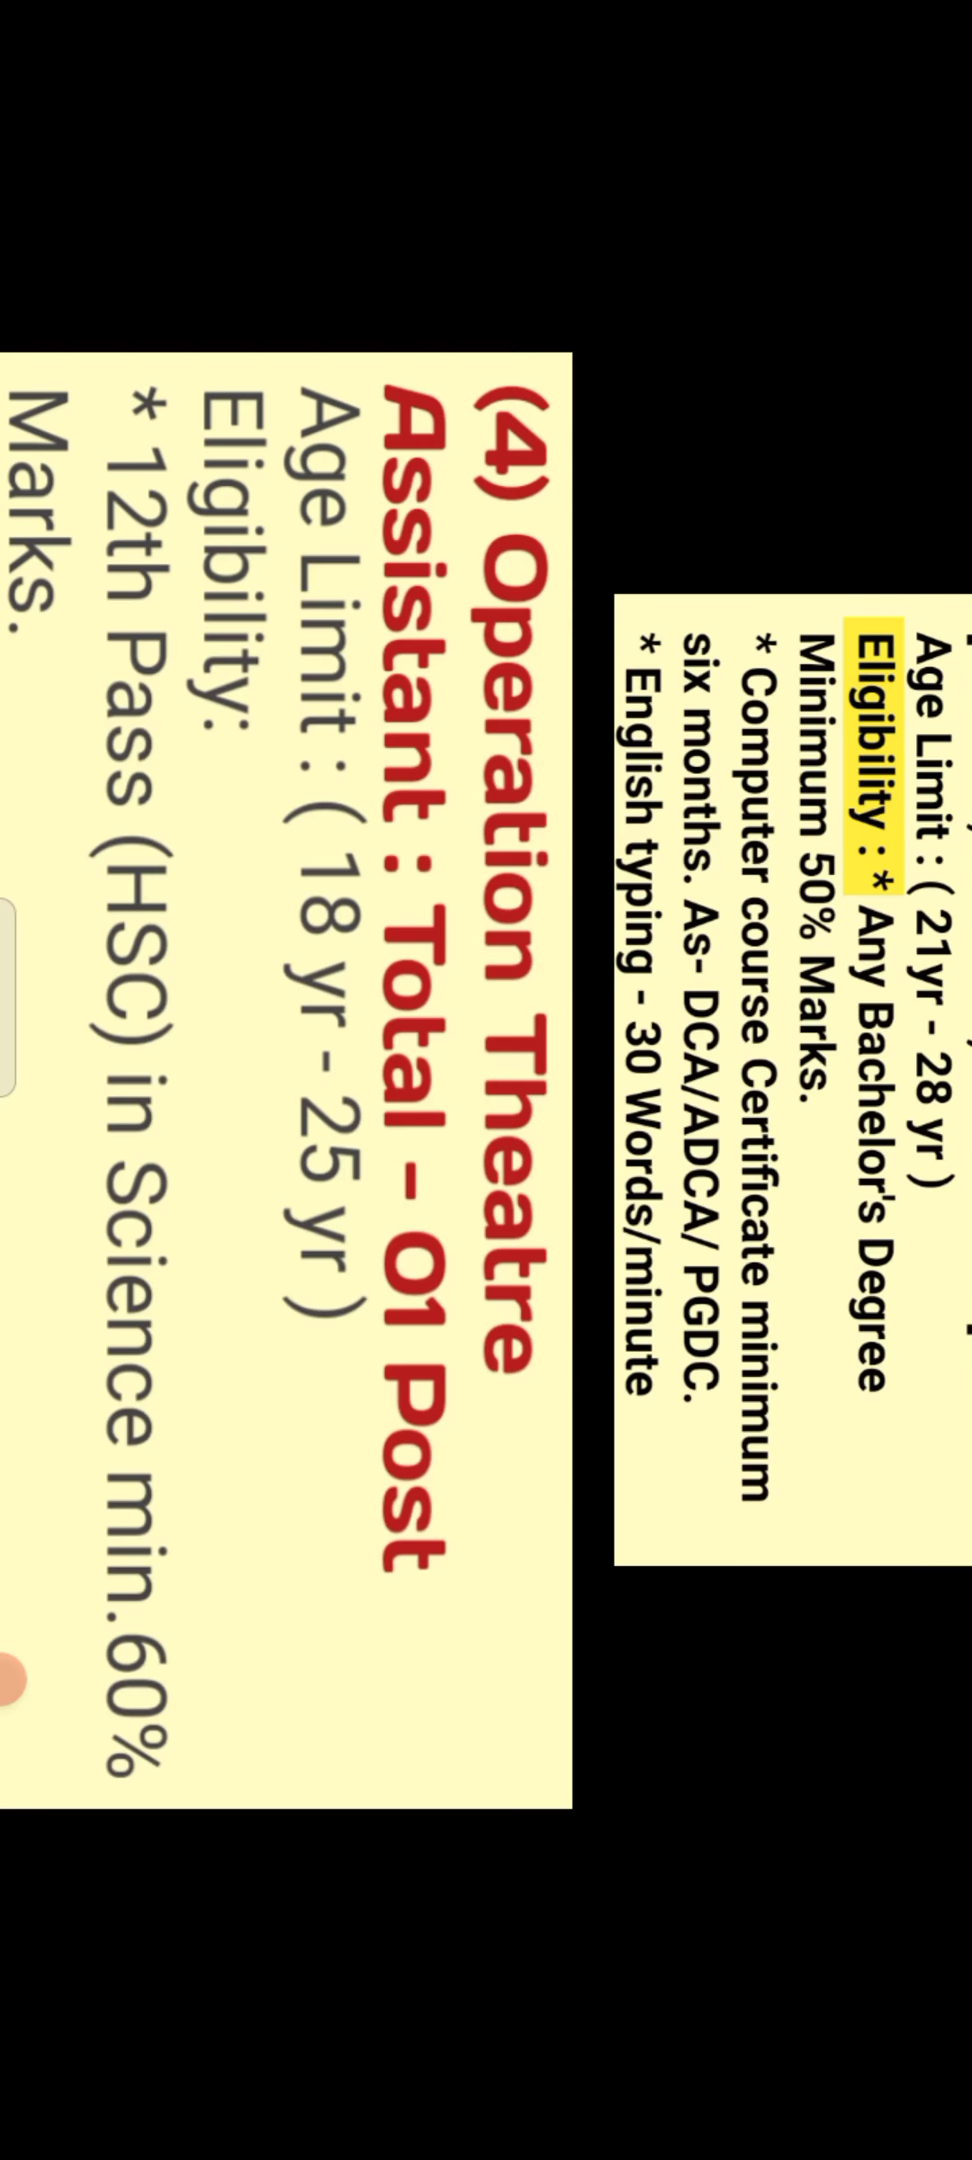 Age Limit : ( 21yr - 28 yr )
Eligibility : * Any Bachelor's Degree
Minimum 50% Marks.
* Computer course Certificate minimum
six months. As- DCA/ADCA/ PGDC.
* English typing - 30 Words/minute
(4) Operation Theatre
Assistant : Total - 01 Post
Age Limit : ( 18 yr - 25 yr )
Eligibility:
* 12th Pass (HSC) in Science min.60%
Marks.